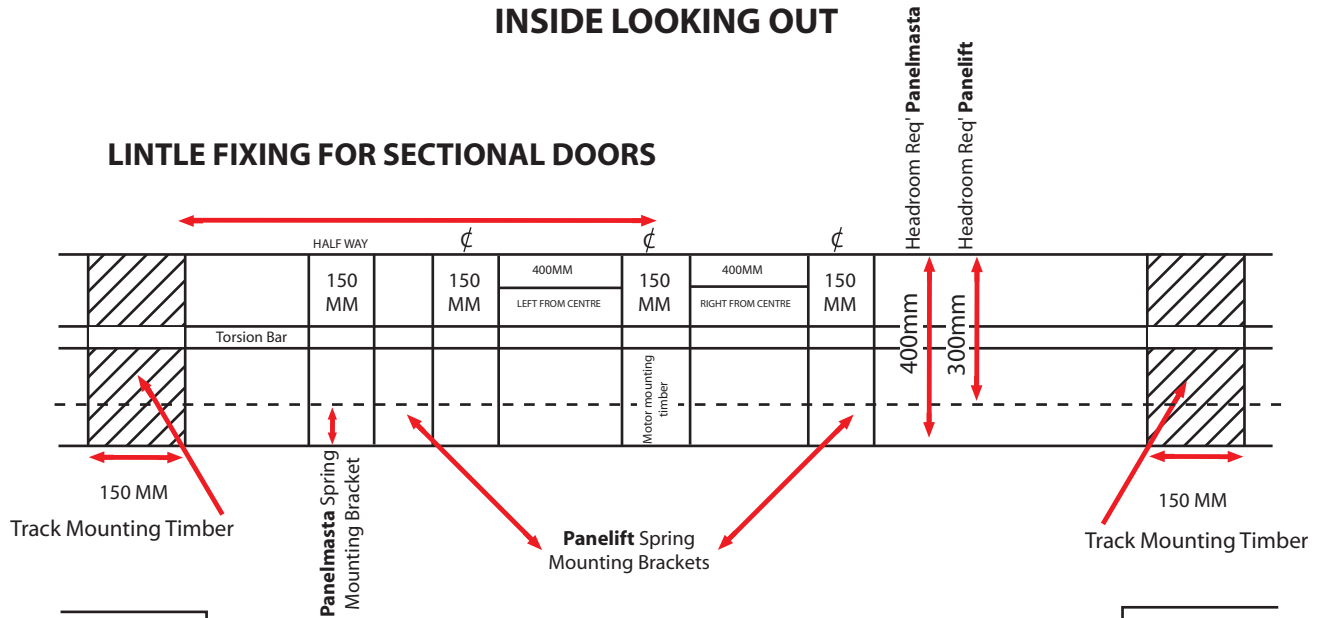 INSIDE LOOKING OUT
LINTLE FIXING FOR SECTIONAL DOORS
Headroom Req' Panelmasta
Headroom Req' Panelift
HALF WAY
₵
₵
₵
150
MM
150
MM
400MM
LEFT FROM CENTRE
150
MM
400MM
RIGHT FROM CENTRE
150
MM
400mm
300mm
Torsion Bar
Motor mounting
timber
150 MM
Track Mounting Timber
Panelmasta Spring
Mounting Bracket
Panelift Spring
Mounting Brackets
150 MM
Track Mounting Timber